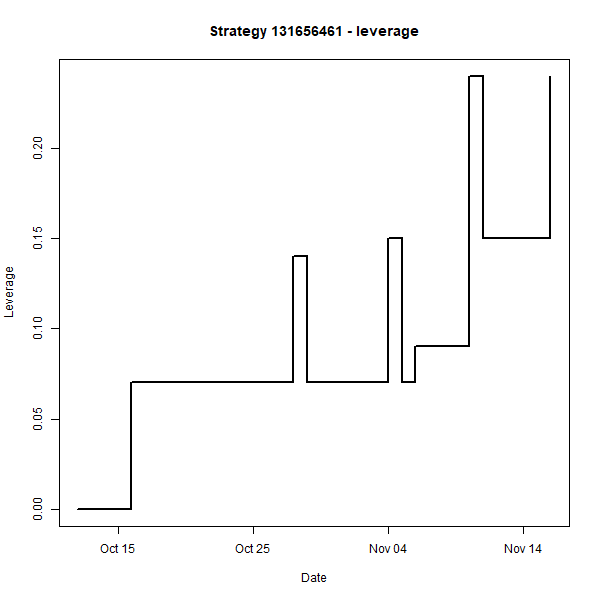 Strategy 131656461 - leverage
Leverage
0.20
0.15
0.10
0.05
0.00
Oct 15
Oct 25
Nov 04
Nov 14
Date